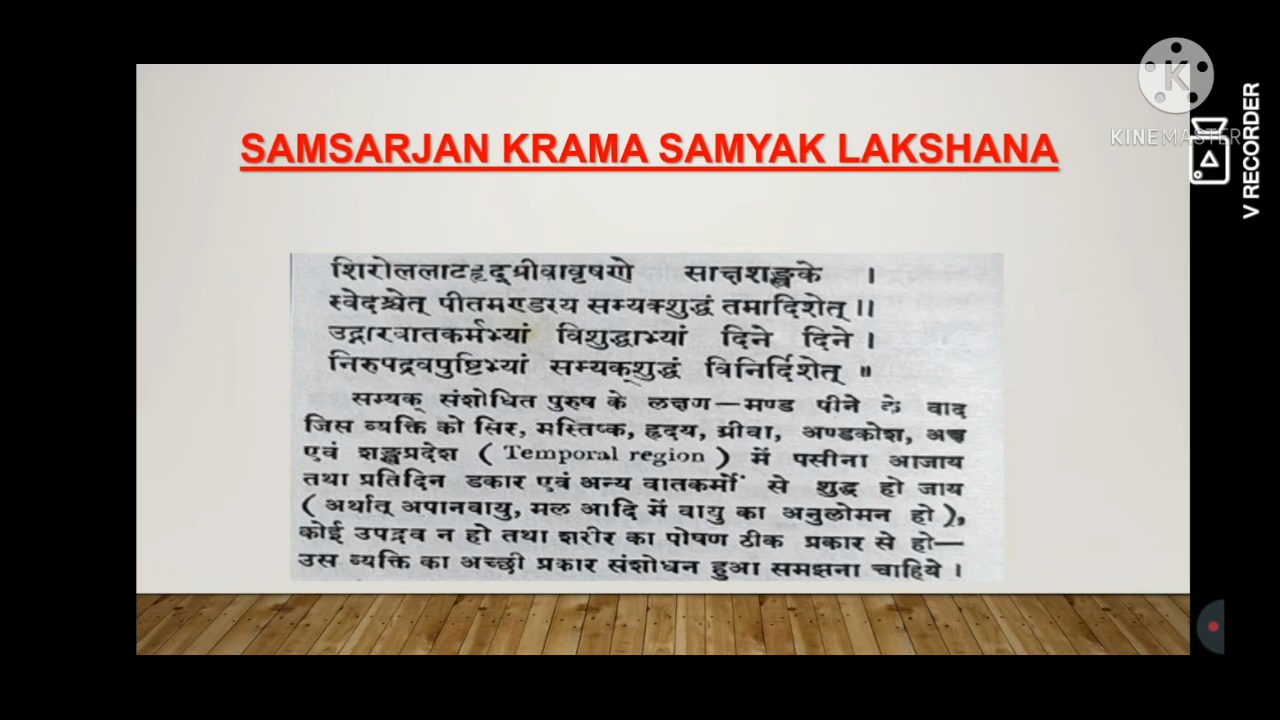 SAMSARJAN KRAMA SAMYAK LAKSHANA
शिरोललाटहृद्ग्रीवावृषणे साक्षशङ्खके ।
स्वेदश्चेत् पीतमण्डस्य सम्यक्शुद्धं तमादिशेत् ॥
उद्गारवातकर्मभ्यां विशुद्धाभ्यां दिने दिने ।
निरुपद्रवपुष्टिभ्यां सम्यक्शुद्धं विनिर्दिशेत् ॥
सम्यक् संशोधित पुरुष के लक्षण—मण्ड पीने के बाद
जिस व्यक्ति को सिर, मस्तिष्क, हृदय, ग्रीवा, अण्डकोश, अक्ष
एवं शङ्खप्रदेश ( Temporal region ) में पसीना आजाय
तथा प्रतिदिन डकार एवं अन्य वातकर्मों से शुद्ध हो जाय
( अर्थात् अपानवायु, मल आदि में वायु का अनुलोमन हो ),
कोई उपद्रव न हो तथा शरीर का पोषण ठीक प्रकार से हो—
उस व्यक्ति का अच्छी प्रकार संशोधन हुआ समझना चाहिये ।
K
KINEMASTER
V RECORDER